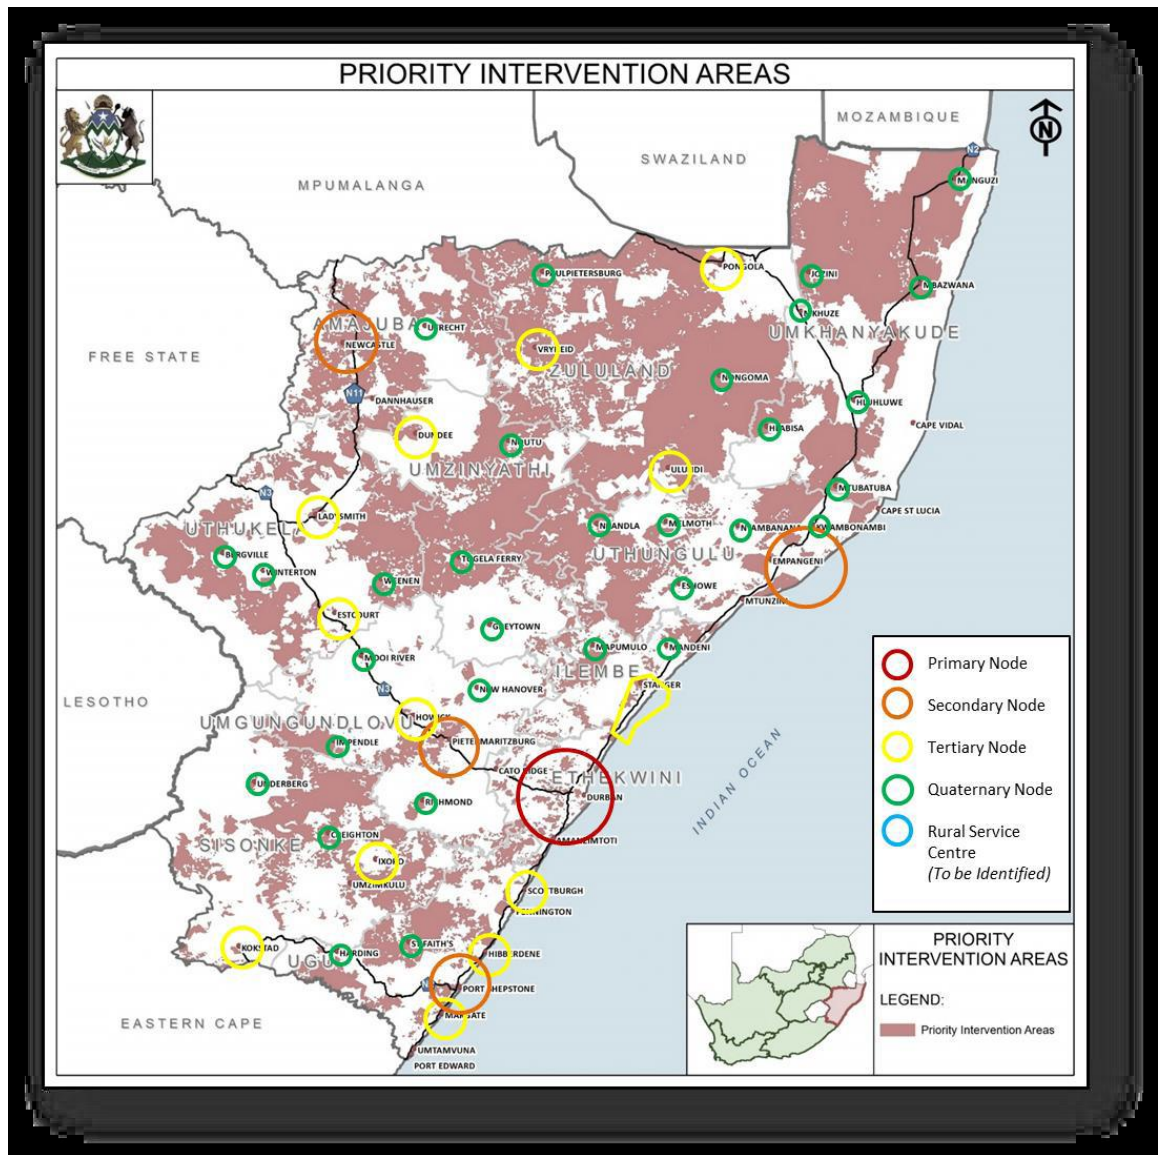 PRIORITY INTERVENTION AREAS
MOZAMBIQUE
N
SWAZILAND
N2
MPUMALANGA
MANGUZI
PONGOLA
PAULPIETERSBURG
JOZINI
MBAZWANA
MKHUZE
AMAJUBA
UTRECHT
UMKHANYAKUDE
NEWCASTLE
VRYHEID
FREE STATE
ZULULAND
NONGOMA
N11
DANNHAUSER
HLUHLUWE
CAPE VIDAL
HLABISA
DUNDEE
NQUTU
UMZINYATHI
ULUNDI
N3
MTUBATUBA
CAPE ST LUCIA
LADYSMITH
UTHUKELA
NKANDLA
MELMOTH
NTAMBANANA
KWAMBONAMBI
BERGVILLE
UTHUNGULU
TUGELA FERRY
EMPANGENI
WINTERTON
WEENEN
ESHOWE
MTUNZINI
ESTCOURT
GREYTOWN
MAPUMULO
MANDENI
MOOI RIVER
ILEMBE
STANGER
N3
NEW HANOVER
LESOTHO
UMGUNGUNDLOVU
HOWICK
IMPENDLE
PIETERMARITZBURG
CATO RIDGE
ETHEKWINI
UNDERBERG
DURBAN
RICHMOND
INDIAN OCEAN
CREIGHTON
AMANZIMTOTI
SISONKE
IXOPO
UMZIMKULU
SCOTTBURGH
PENNINGTON
KOKSTAD
ST FAITH'S
HARDING
HIBBERDENE
UGU
PORT SHEPSTONE
EASTERN CAPE
MARGATE
UMTAMVUNA
PORT EDWARD
Primary Node
Secondary Node
Tertiary Node
Quaternary Node
Rural Service
Centre
(To be Identified)
PRIORITY
INTERVENTION AREAS
LEGEND:
Priority Intervention Areas